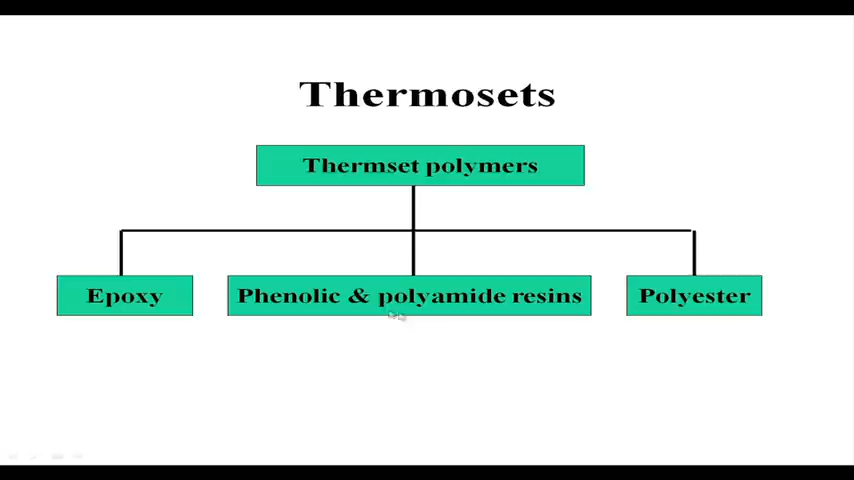 Thermosets
Thermset polymers
Epoxy
Phenolic & polyamide resins
Polyester